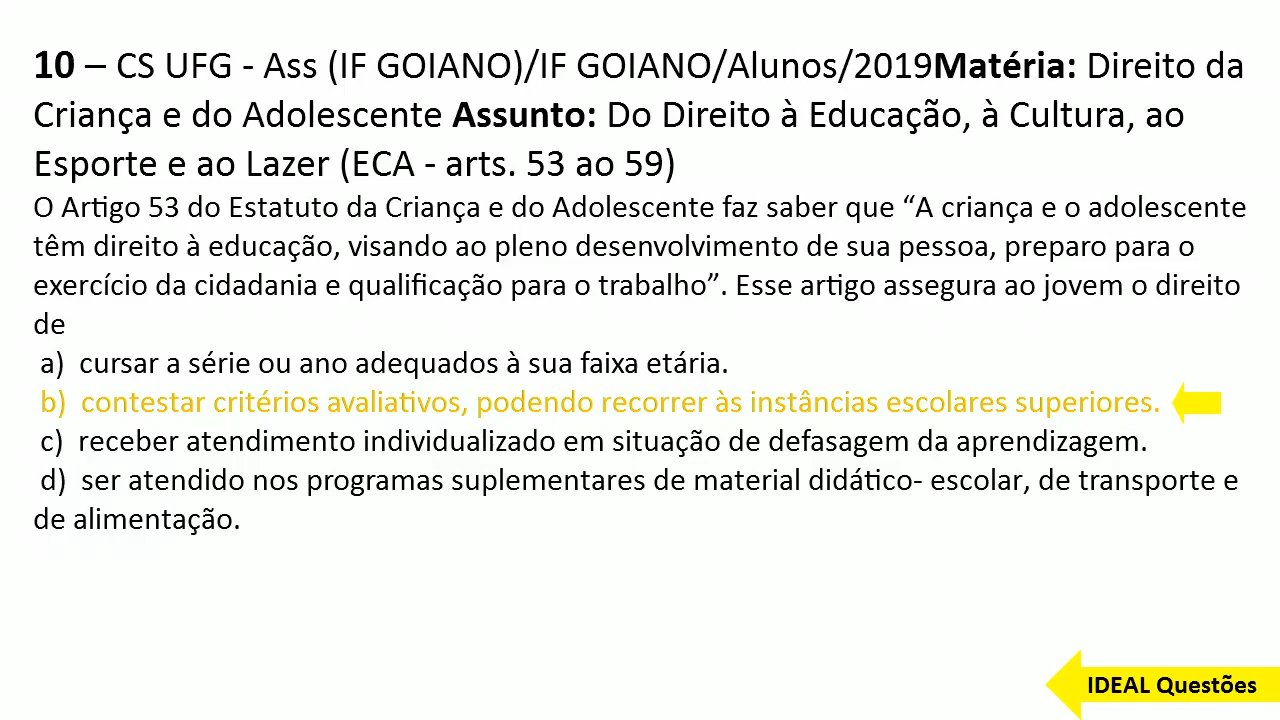 10 – CS UFG - Ass (IF GOIANO)/IF GOIANO/Alunos/2019Matéria: Direito da
Criança e do Adolescente Assunto: Do Direito à Educação, à Cultura, ao
Esporte e ao Lazer (ECA - arts. 53 ao 59)
O Artigo 53 do Estatuto da Criança e do Adolescente faz saber que “A criança e o adolescente
têm direito à educação, visando ao pleno desenvolvimento de sua pessoa, preparo para o
exercício da cidadania e qualificação para o trabalho”. Esse artigo assegura ao jovem o direito
de
a) cursar a série ou ano adequados à sua faixa etária.
b) contestar critérios avaliativos, podendo recorrer às instâncias escolares superiores.
c) receber atendimento individualizado em situação de defasagem da aprendizagem.
d) ser atendido nos programas suplementares de material didático- escolar, de transporte e
de alimentação.
IDEAL Questões